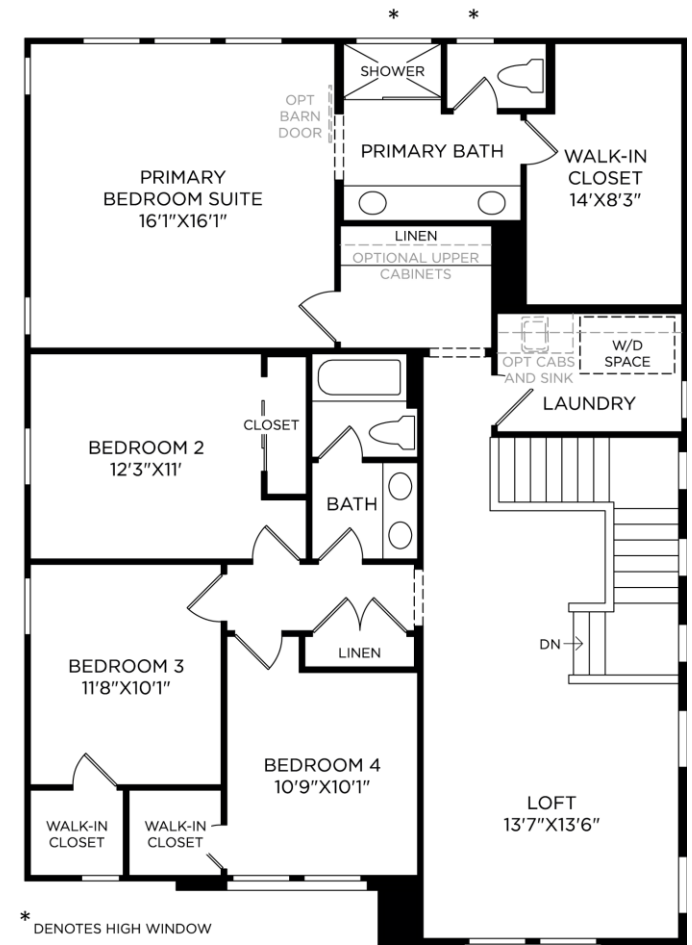 *
*
SHOWER
OPT
BARN
DOOR
PRIMARY BATH
WALK-IN
CLOSET
14'X8'3"
PRIMARY
BEDROOM SUITE
16'1"X16'1"
LINEN
OPTIONAL UPPER
CABINETS
W/D
SPACE
OPT CABS
AND SINK
LAUNDRY
CLOSET
BEDROOM 2
12'3"X11'
BATH
DN
LINEN
BEDROOM 3
11'8"X10'1"
BEDROOM 4
10'9"X10'1"
LOFT
13'7"X13'6"
WALK-IN
CLOSET
WALK-IN
CLOSET
* DENOTES HIGH WINDOW